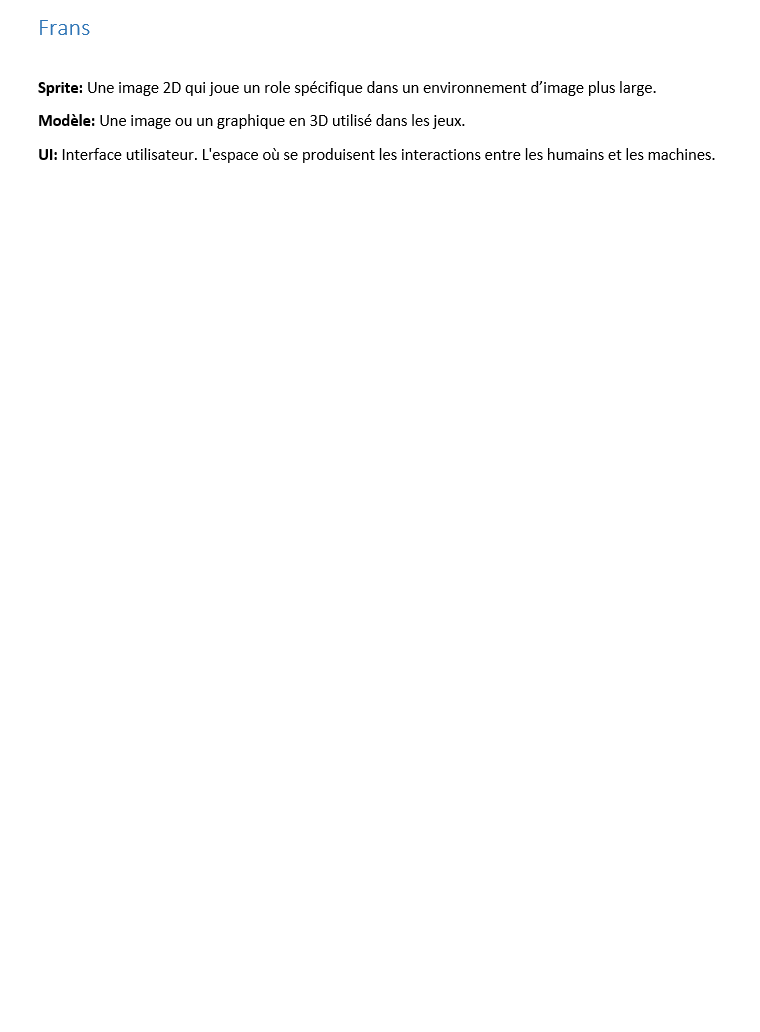 Frans
Sprite: Une image 2D qui joue un role spécifique dans un environnement d’image plus large.
Modèle: Une image ou un graphique en 3D utilisé dans les jeux.
UI: Interface utilisateur. L'espace où se produisent les interactions entre les humains et les machines.